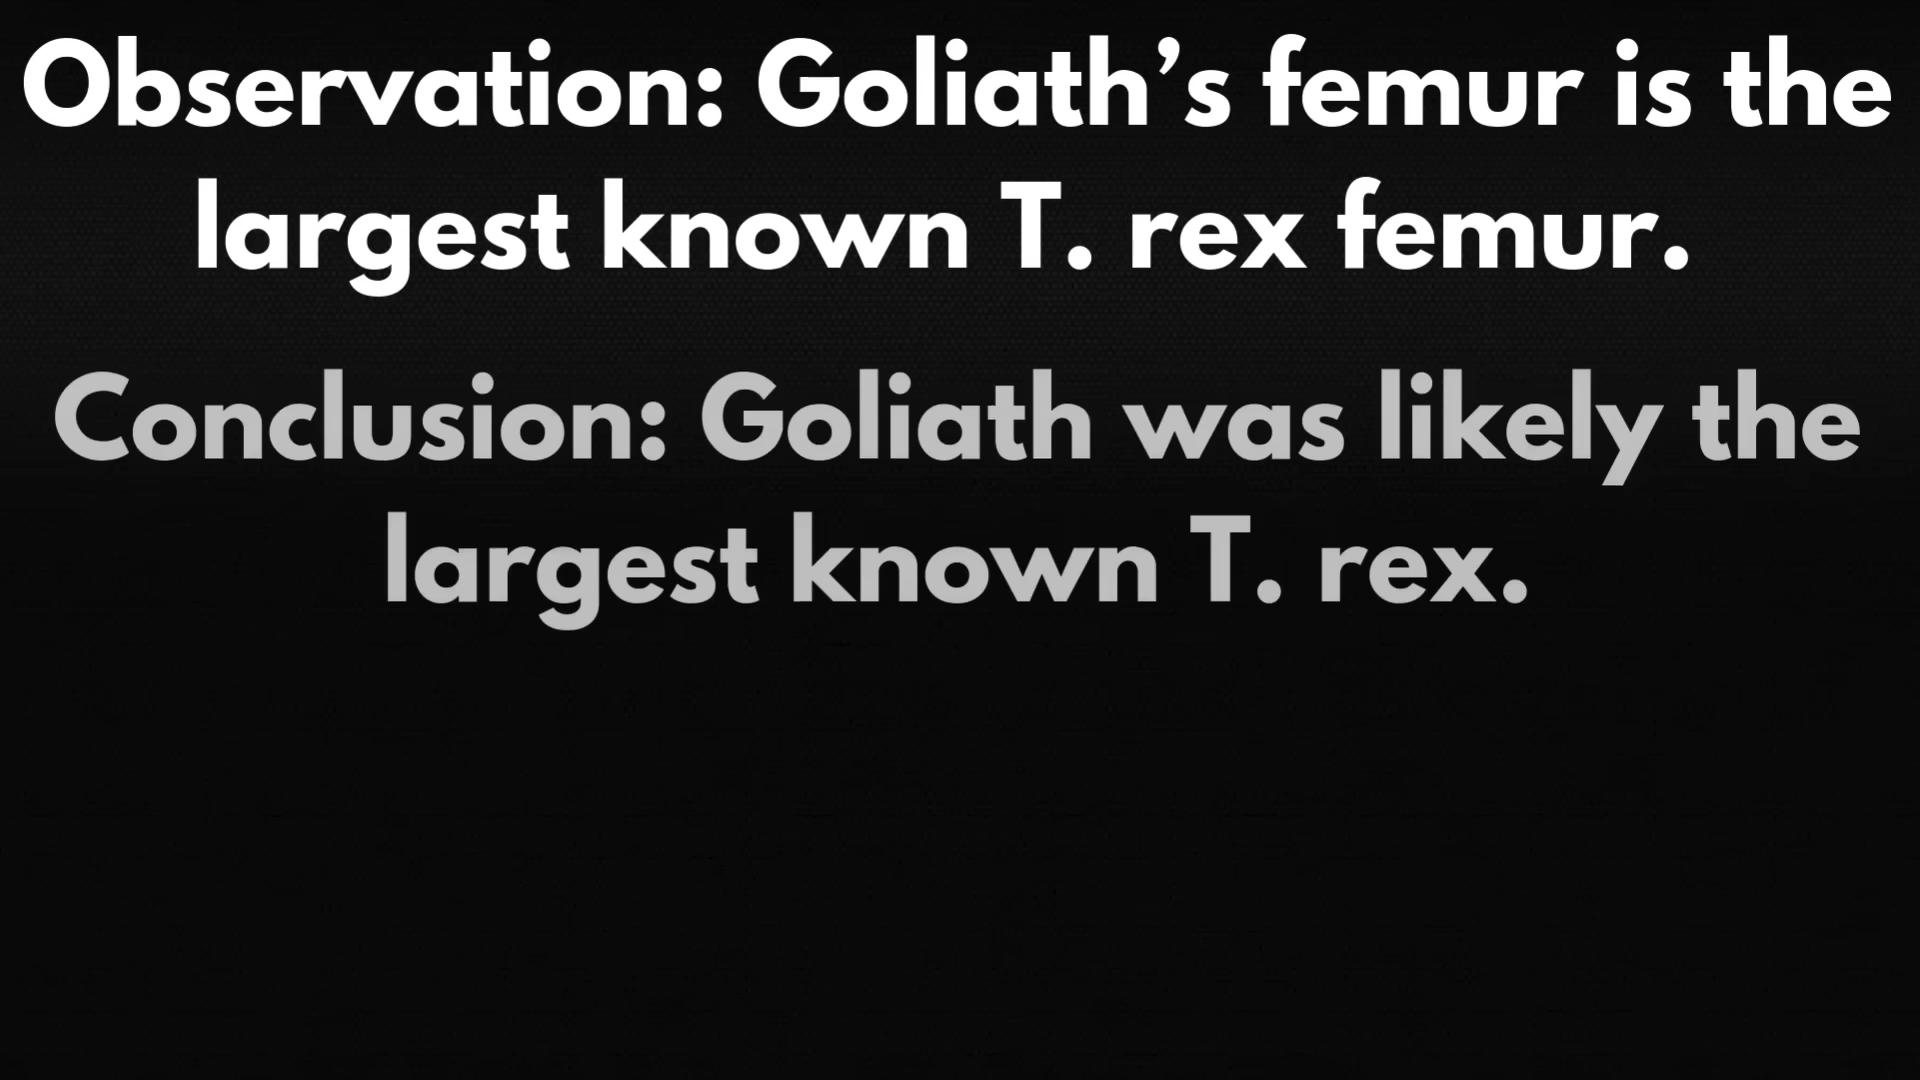 Observation: Goliath’s femur is the
largest known T. rex femur.
Conclusion: Goliath was likely the
largest known T. rex.